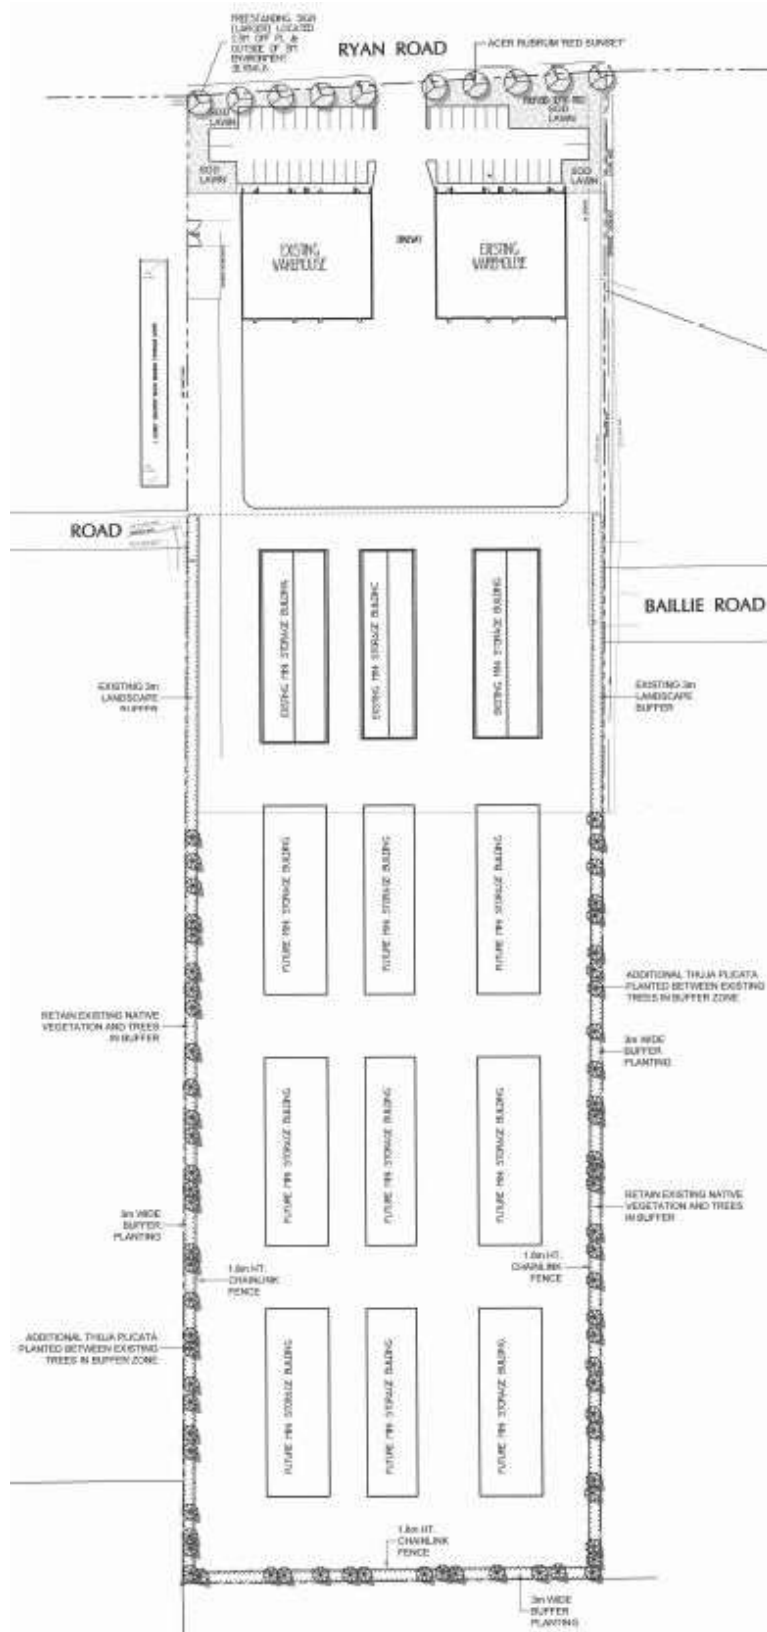 FREESTANDING SIGN
LOCATED
OFF PL &
OUTSIDE OF
RYAN ROAD
ACER RUBRUM 'RED SUNSET'
SOD
LAWN
SOD
LAWN
SOD
LAWN
SOD
LAWN
EXISTING
WAREHOUSE
EXISTING
WAREHOUSE
ROAD
BAILLIE ROAD
EXISTING MINI STORAGE BUILDING
EXISTING MINI STORAGE BUILDING
EXISTING MINI STORAGE BUILDING
EXISTING 3m
LANDSCAPE
BUFFER
EXISTING 3m
LANDSCAPE
BUFFER
FUTURE MINI STORAGE BUILDING
FUTURE MINI STORAGE BUILDING
FUTURE MINI STORAGE BUILDING
ADDITIONAL THUJA PLICATA
PLANTED BETWEEN EXISTING
TREES IN BUFFER ZONE
RETAIN EXISTING NATIVE
VEGETATION AND TREES
IN BUFFER
3m WIDE
BUFFER
PLANTING
FUTURE MINI STORAGE BUILDING
FUTURE MINI STORAGE BUILDING
FUTURE MINI STORAGE BUILDING
RETAIN EXISTING NATIVE
VEGETATION AND TREES
IN BUFFER
3m WIDE
BUFFER
PLANTING
1.8m HT.
CHAINLINK
FENCE
1.8m HT.
CHAINLINK
FENCE
ADDITIONAL THUJA PLICATA
PLANTED BETWEEN EXISTING
TREES IN BUFFER ZONE
FUTURE MINI STORAGE BUILDING
FUTURE MINI STORAGE BUILDING
FUTURE MINI STORAGE BUILDING
1.8m HT.
CHAINLINK
FENCE
3m WIDE
BUFFER
PLANTING